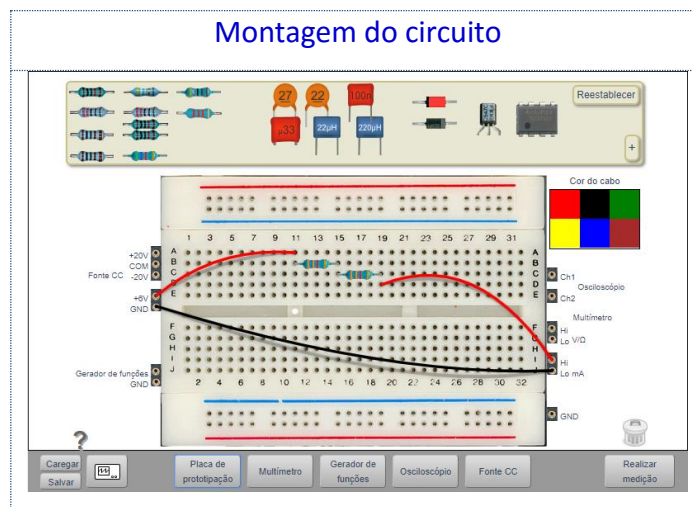 Montagem do circuito
27
22
100n
µ33
22µH
220µH
Reestablecer
+
Cor do cabo
1 3 5 7 9 11 13 15 17 19 21 23 25 27 29 31
A
B
C
D
E
A
B
C
D
E
+20V
COM
Fonte CC -20V
+6V
GND
Ch1
Osciloscópio
Ch2
Multímetro
Hi
Lo V/Ω
Hi
Lo mA
F
G
H
I
J
F
G
H
I
J
Gerador de funções
GND
2 4 6 8 10 12 14 16 18 20 22 24 26 28 30 32
GND
?
Caregar
Salvar
Placa de
prototipação
Multímetro
Gerador de
funções
Osciloscópio
Fonte CC
Realizar
medição